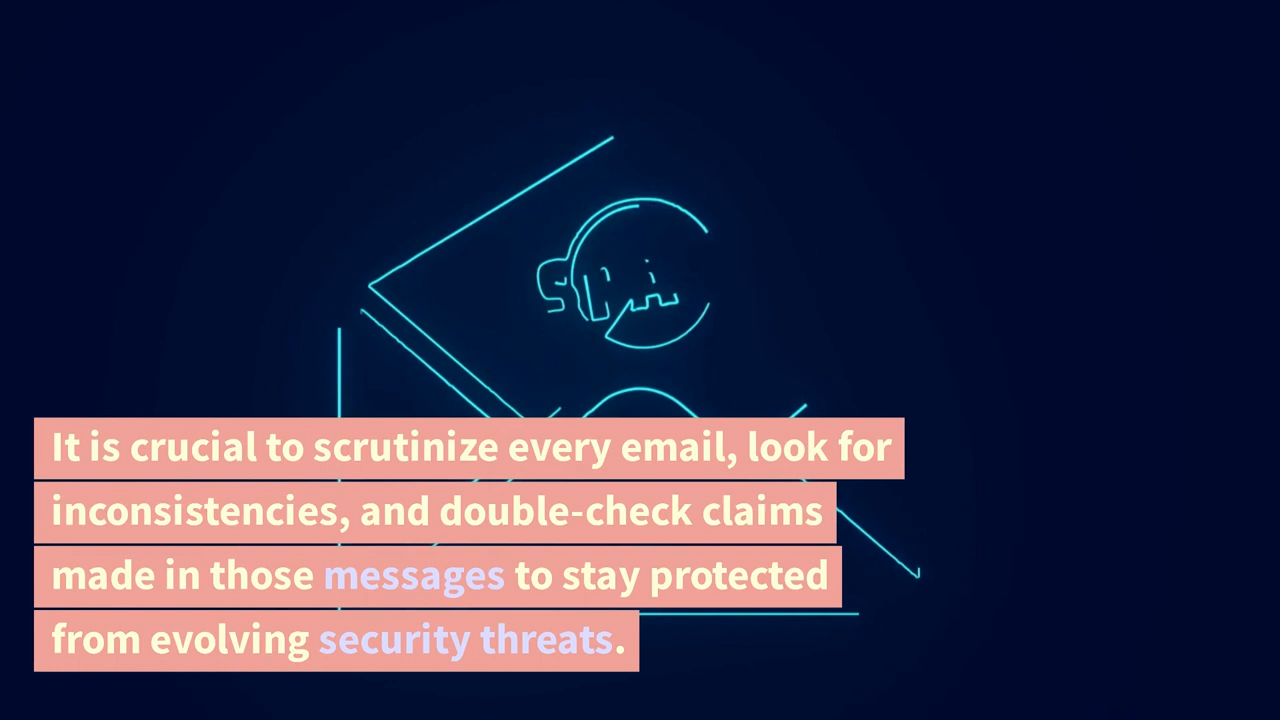 It is crucial to scrutinize every email, look for
inconsistencies, and double-check claims
made in those messages to stay protected
from evolving security threats.